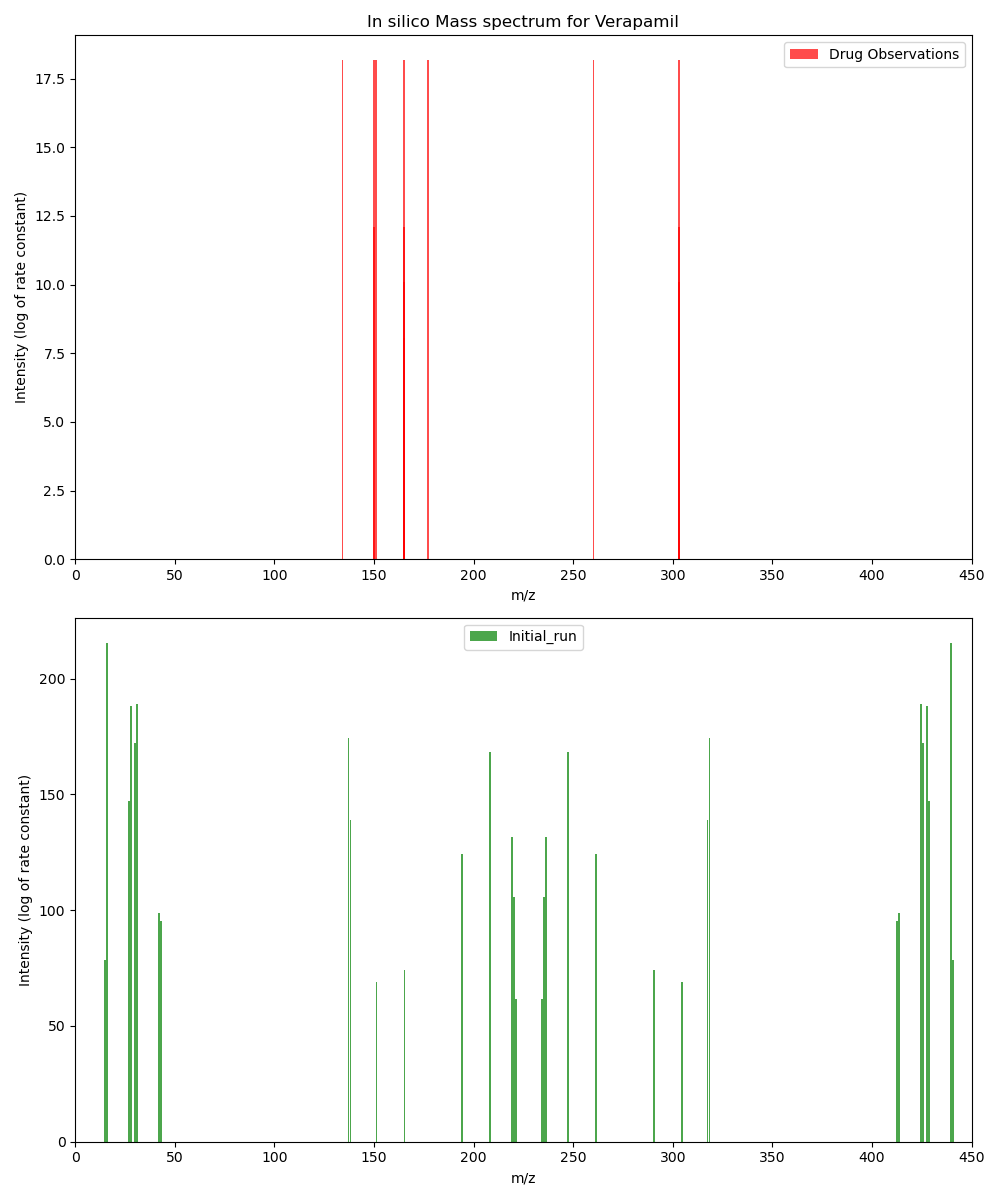 In silico Mass spectrum for Verapamil
Drug Observations
17.5
15.0
12.5
10.0
7.5
5.0
2.5
0.0
Intensity (log of rate constant)
0 50 100 150 200 250 300 350 400 450
m/z
Initial_run
200
150
100
50
0
Intensity (log of rate constant)
0 50 100 150 200 250 300 350 400 450
m/z